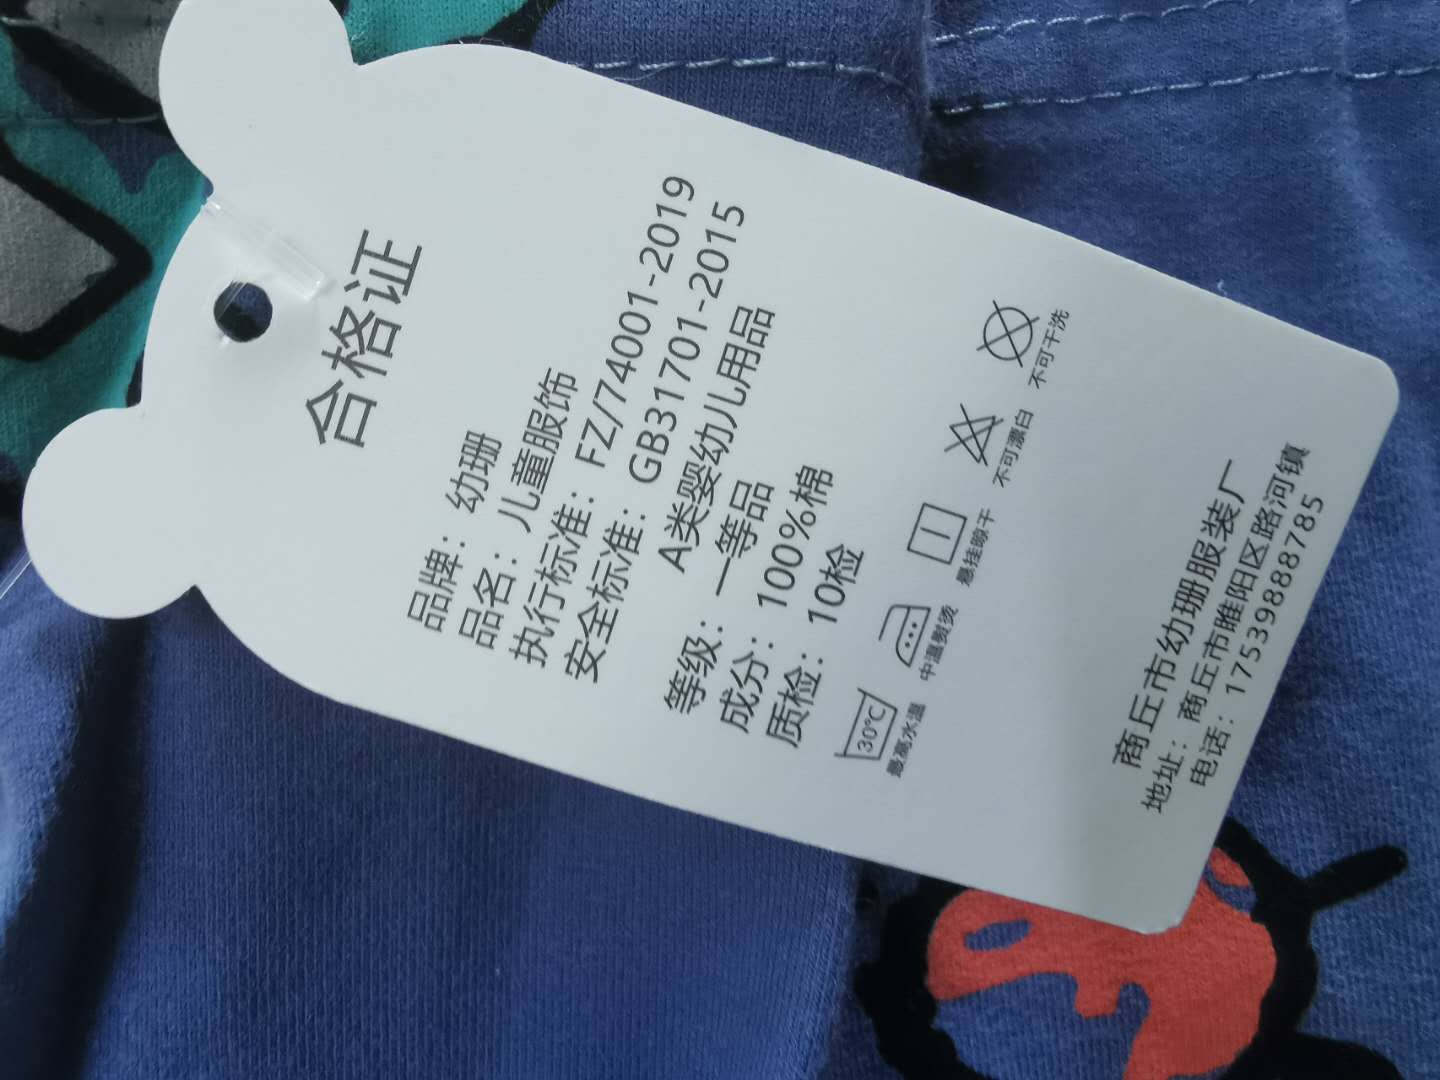 合格证
品牌：幼珊
品名：儿童服饰
执行标准：FZ/74001-2019
安全标准：GB31701-2015
A类婴幼儿用品
等级：一等品
成分：100%棉
质检：10检
30℃
最高水温
中温熨烫
悬挂晾干
不可漂白
不可干洗
商丘市幼珊服装厂
地址：商丘市睢阳区路河镇
电话：17539888785